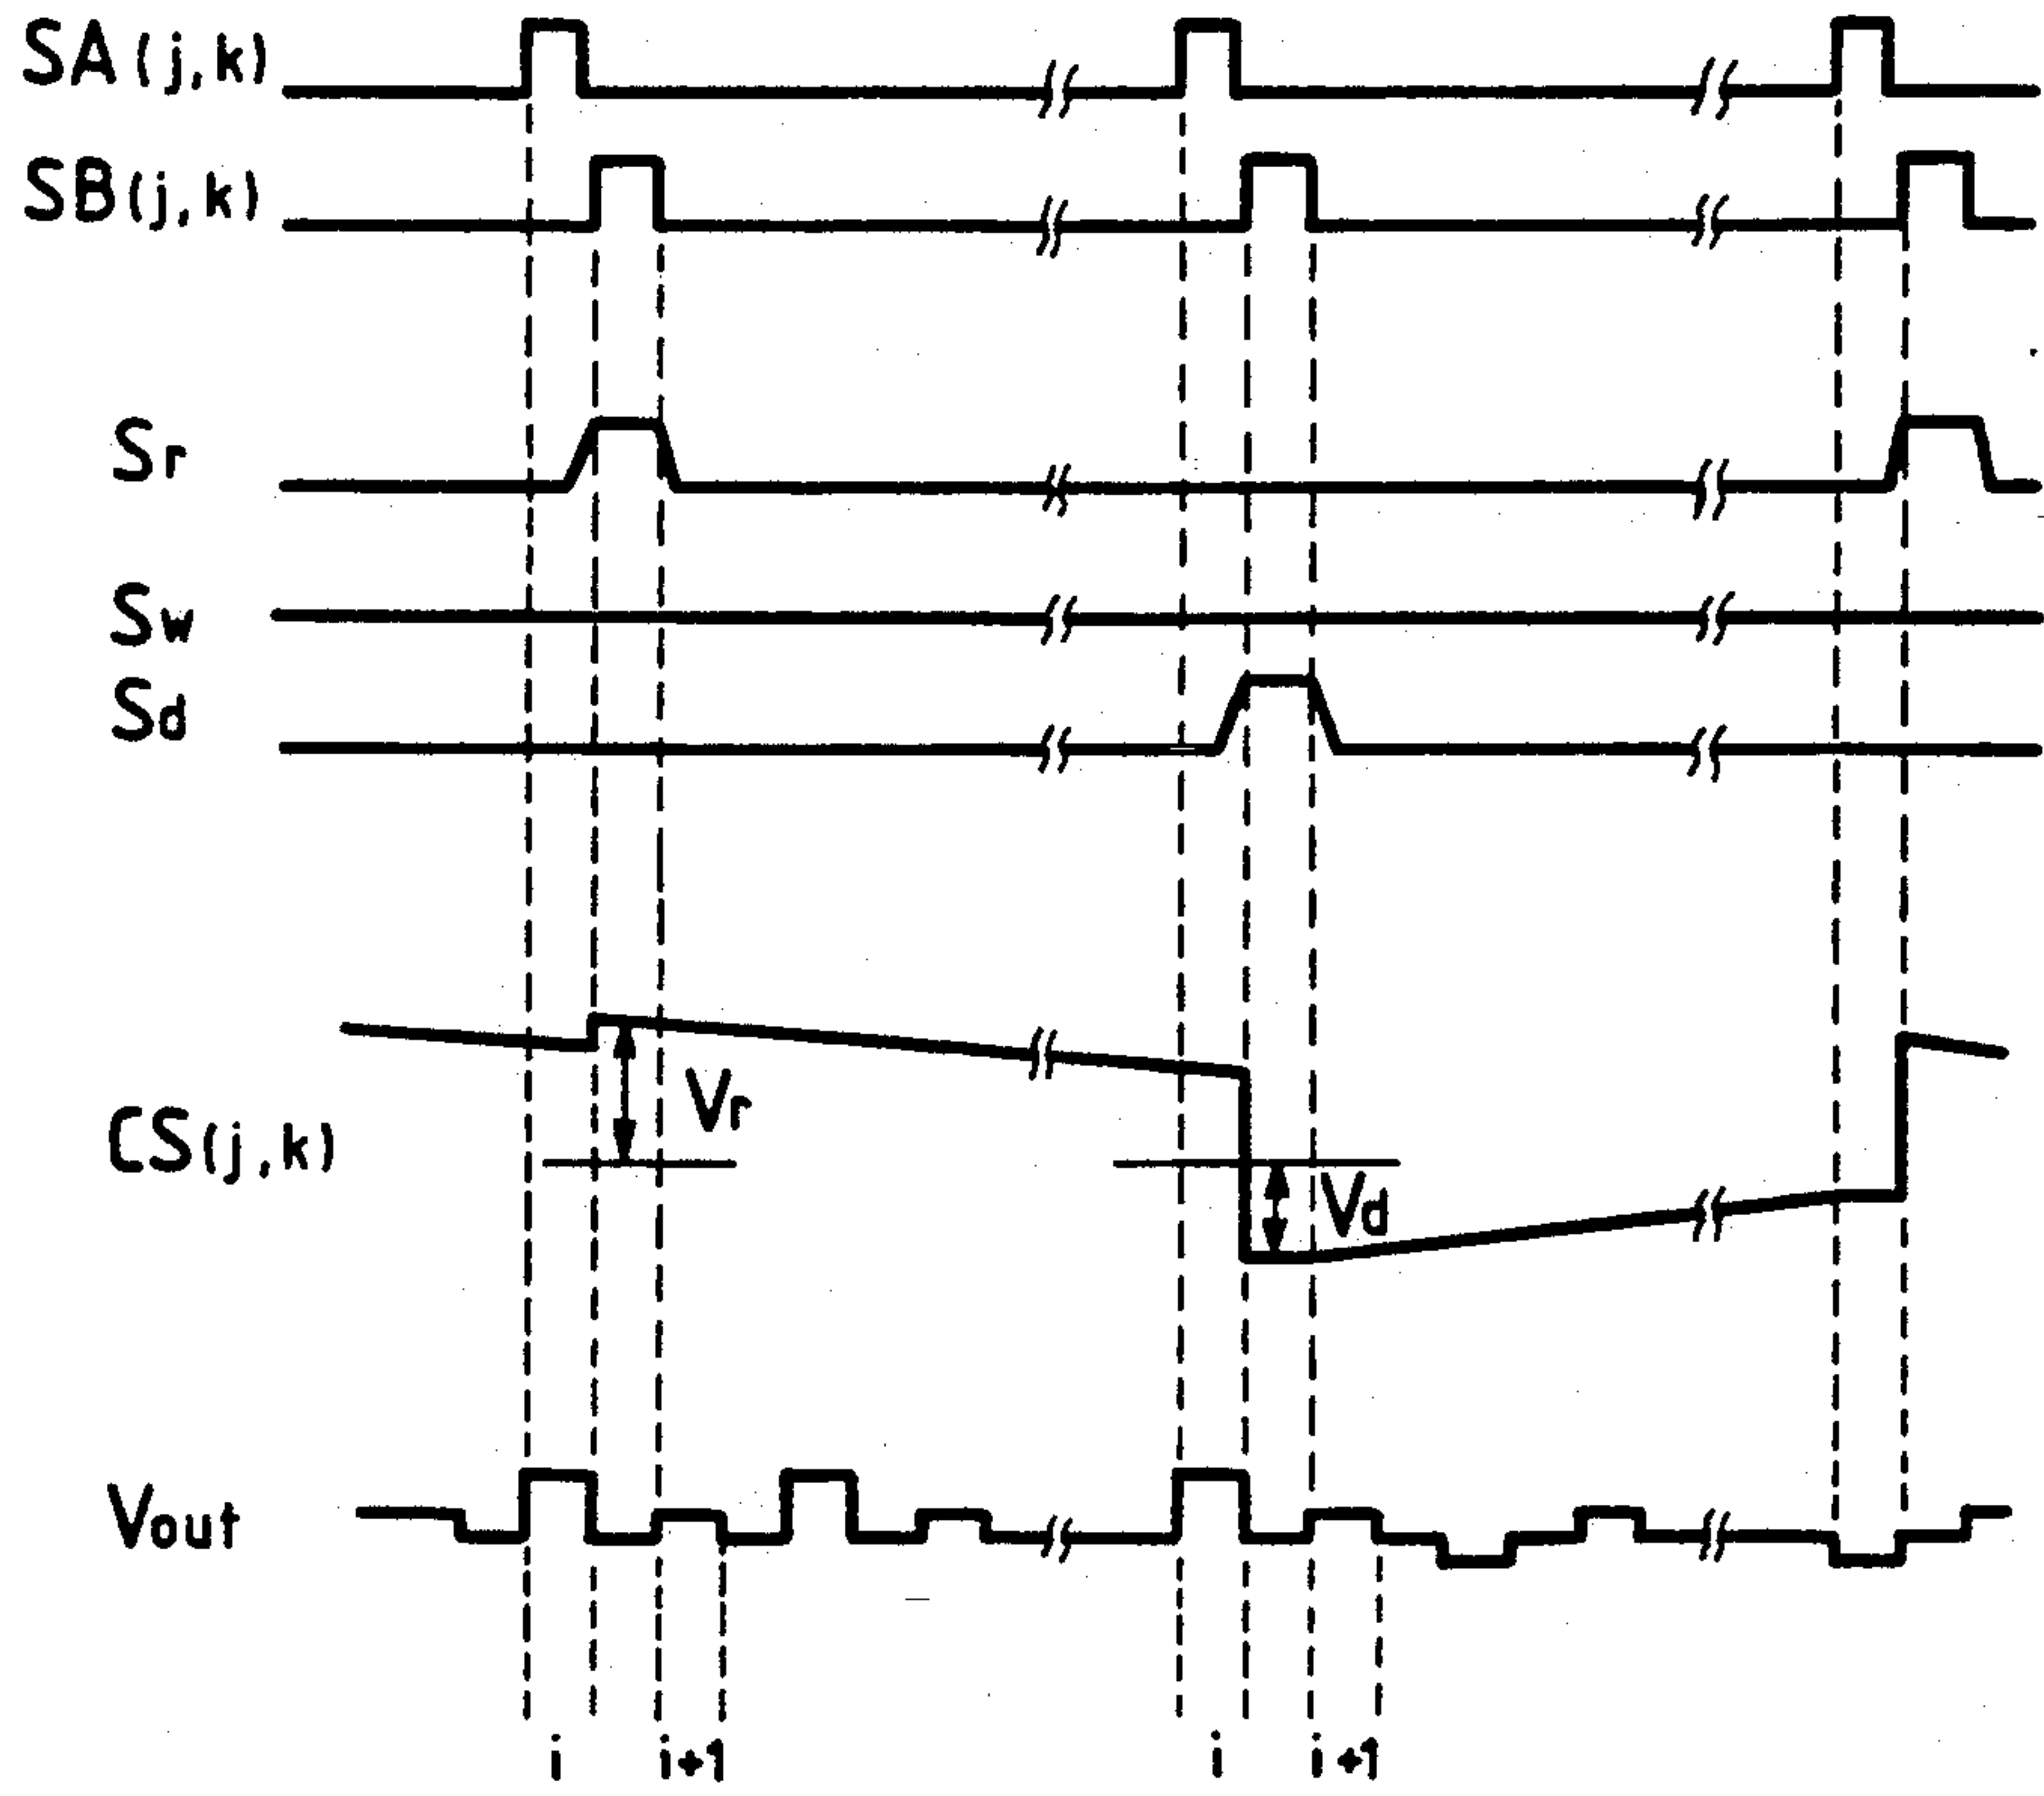 SA(j,k)
SB(j,k)
Sr
Sw
Sd
Vr
CS(j,k)
Vd
Vout
i i+1 i i+1